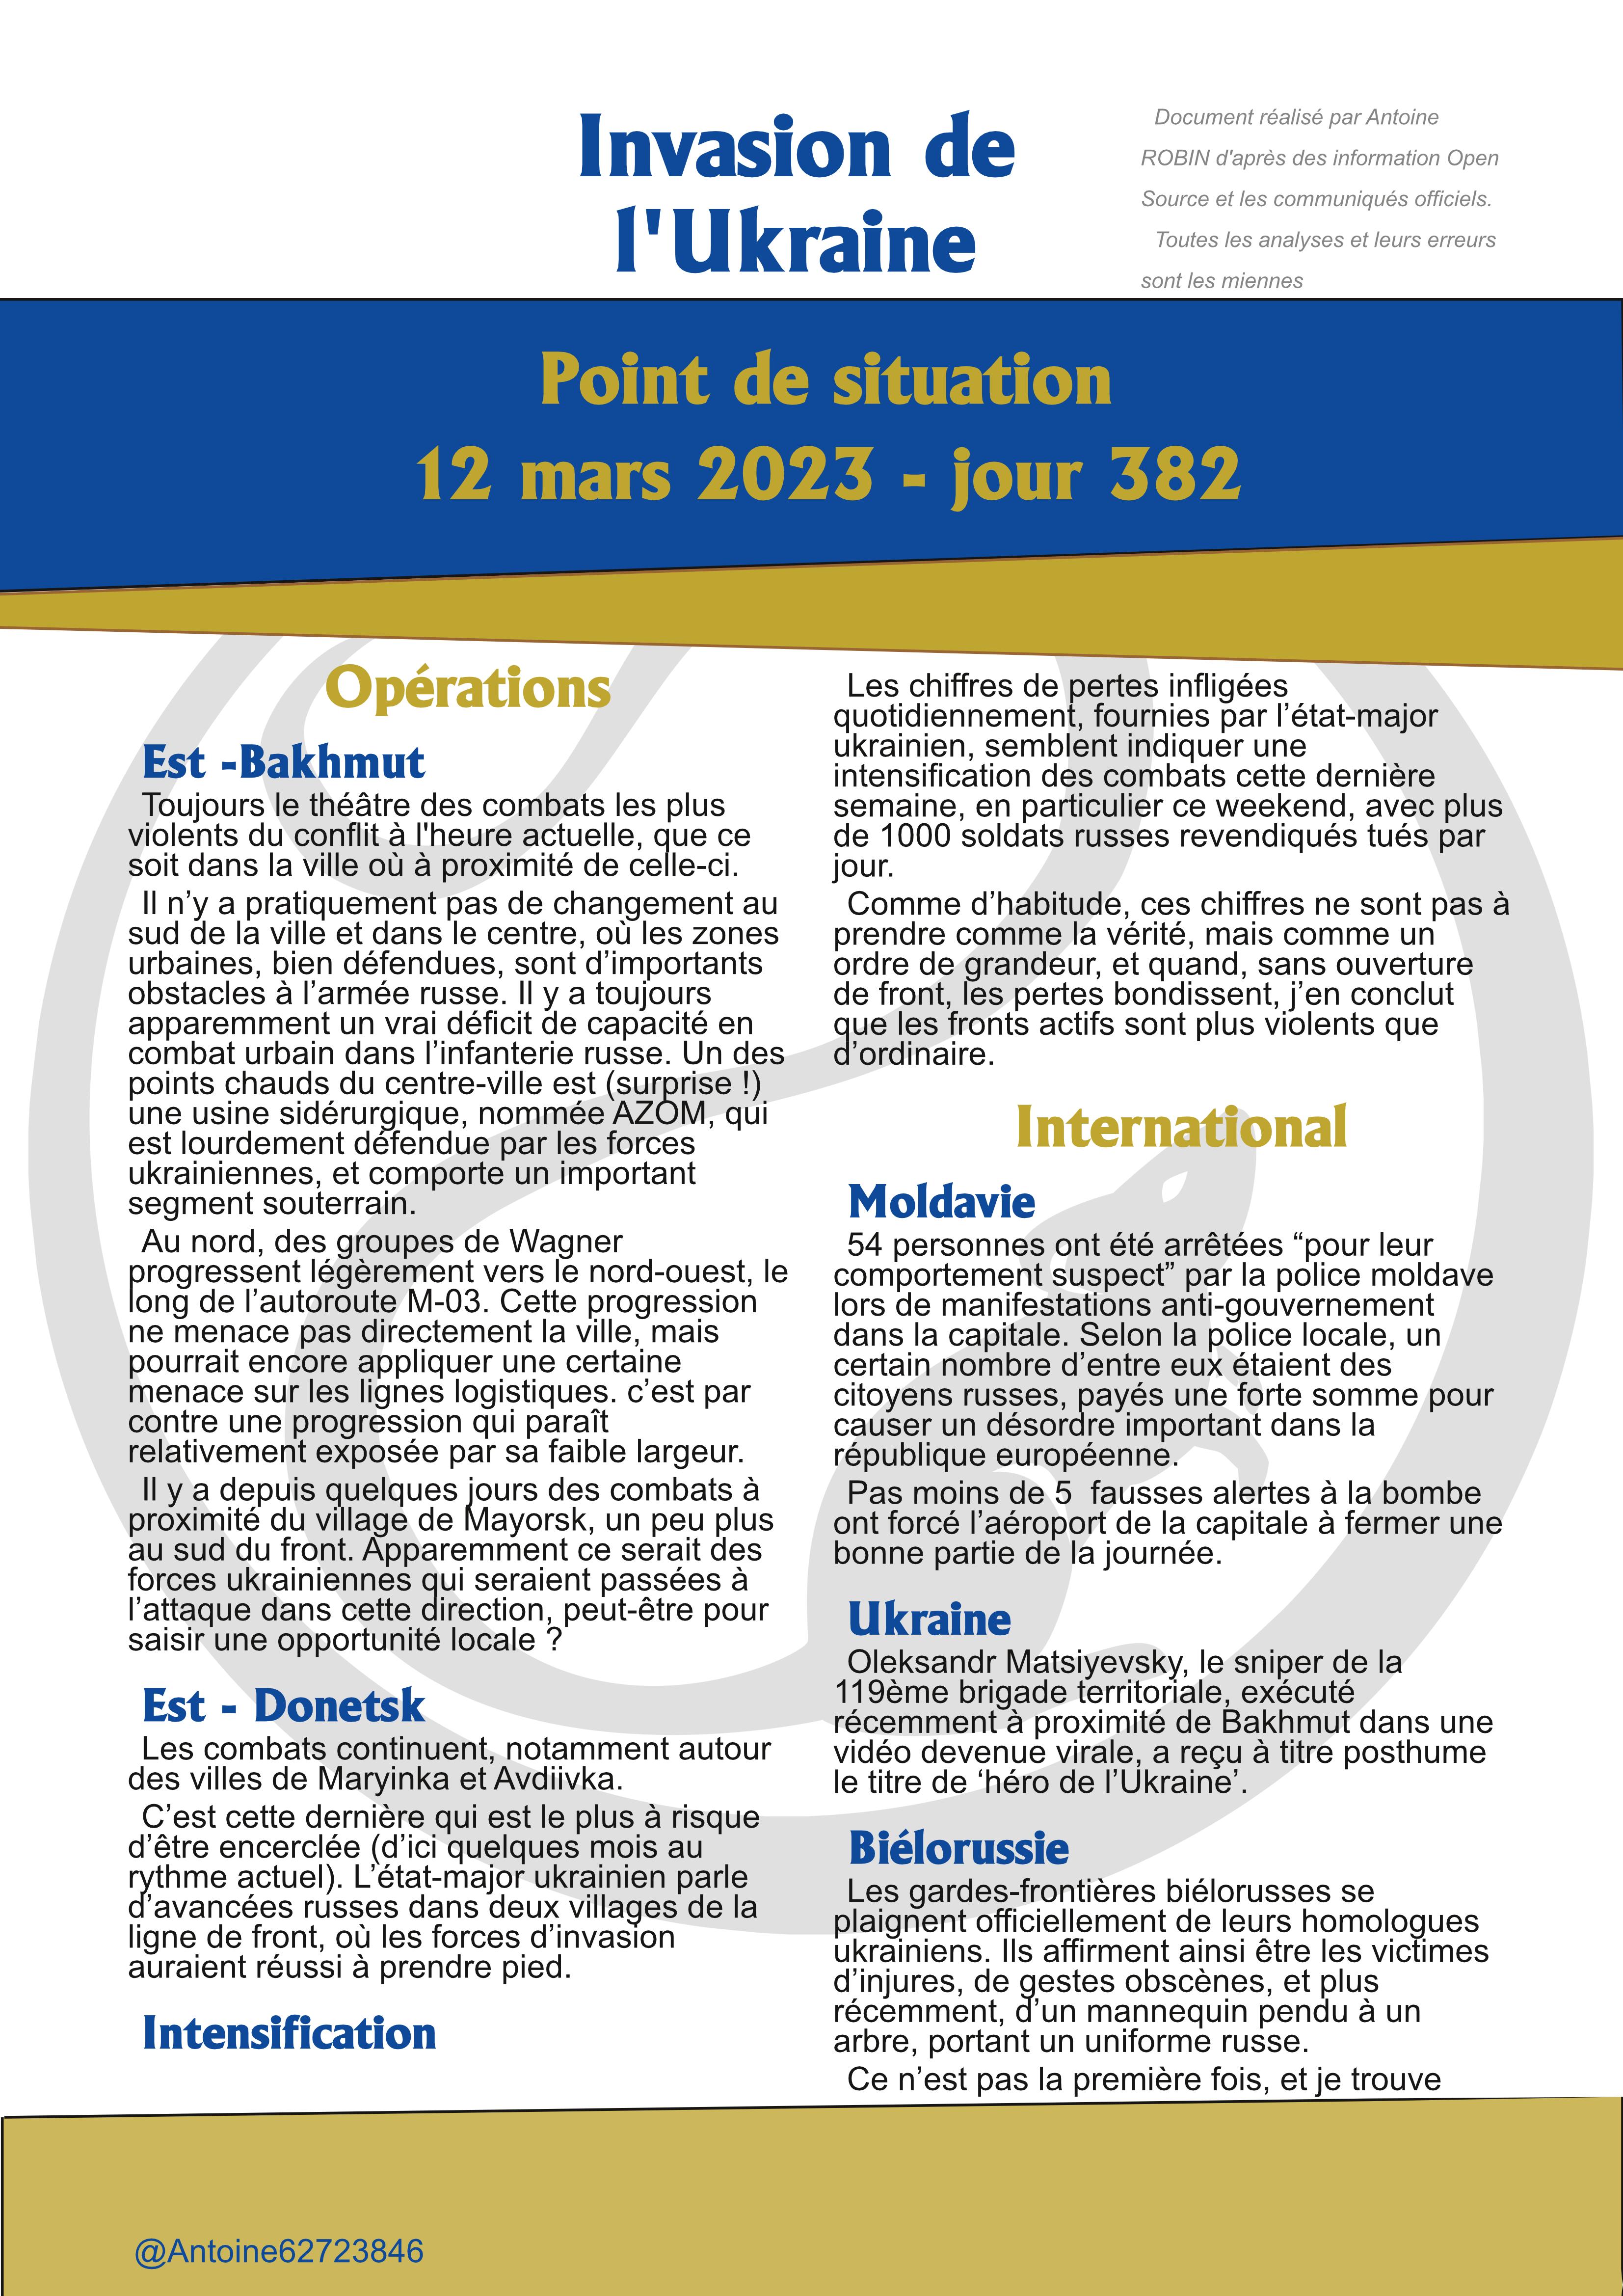 Invasion de
l'Ukraine
Document réalisé par Antoine
ROBIN d'après des information Open
Source et les communiqués officiels.
Toutes les analyses et leurs erreurs
sont les miennes
Point de situation
12 mars 2023 - jour 382
Opérations
Est -Bakhmut
Toujours le théâtre des combats les plus
violents du conflit à l'heure actuelle, que ce
soit dans la ville où à proximité de celle-ci.
Il n’y a pratiquement pas de changement au
sud de la ville et dans le centre, où les zones
urbaines, bien défendues, sont d’importants
obstacles à l’armée russe. Il y a toujours
apparemment un vrai déficit de capacité en
combat urbain dans l’infanterie russe. Un des
points chauds du centre-ville est (surprise !)
une usine sidérurgique, nommée AZOM, qui
est lourdement défendue par les forces
ukrainiennes, et comporte un important
segment souterrain.
Au nord, des groupes de Wagner
progressent légèrement vers le nord-ouest, le
long de l’autoroute M-03. Cette progression
ne menace pas directement la ville, mais
pourrait encore appliquer une certaine
menace sur les lignes logistiques. c’est par
contre une progression qui paraît
relativement exposée par sa faible largeur.
Il y a depuis quelques jours des combats à
proximité du village de Mayorsk, un peu plus
au sud du front. Apparemment ce serait des
forces ukrainiennes qui seraient passées à
l’attaque dans cette direction, peut-être pour
saisir une opportunité locale ?
Est - Donetsk
Les combats continuent, notamment autour
des villes de Maryinka et Avdiivka.
C’est cette dernière qui est le plus à risque
d’être encerclée (d’ici quelques mois au
rythme actuel). L’état-major ukrainien parle
d’avancées russes dans deux villages de la
ligne de front, où les forces d’invasion
auraient réussi à prendre pied.
Intensification
Les chiffres de pertes infligées
quotidiennement, fournies par l’état-major
ukrainien, semblent indiquer une
intensification des combats cette dernière
semaine, en particulier ce weekend, avec plus
de 1000 soldats russes revendiqués tués par
jour.
Comme d’habitude, ces chiffres ne sont pas à
prendre comme la vérité, mais comme un
ordre de grandeur, et quand, sans ouverture
de front, les pertes bondissent, j’en conclut
que les fronts actifs sont plus violents que
d’ordinaire.
International
Moldavie
54 personnes ont été arrêtées “pour leur
comportement suspect” par la police moldave
lors de manifestations anti-gouvernement
dans la capitale. Selon la police locale, un
certain nombre d’entre eux étaient des
citoyens russes, payés une forte somme pour
causer un désordre important dans la
république européenne.
Pas moins de 5  fausses alertes à la bombe
ont forcé l’aéroport de la capitale à fermer une
bonne partie de la journée.
Ukraine
Oleksandr Matsiyevsky, le sniper de la
119ème brigade territoriale, exécuté
récemment à proximité de Bakhmut dans une
vidéo devenue virale, a reçu à titre posthume
le titre de ‘héro de l’Ukraine’.
Biélorussie
Les gardes-frontières biélorusses se
plaignent officiellement de leurs homologues
ukrainiens. Ils affirment ainsi être les victimes
d’injures, de gestes obscènes, et plus
récemment, d’un mannequin pendu à un
arbre, portant un uniforme russe.
Ce n’est pas la première fois, et je trouve
@Antoine62723846